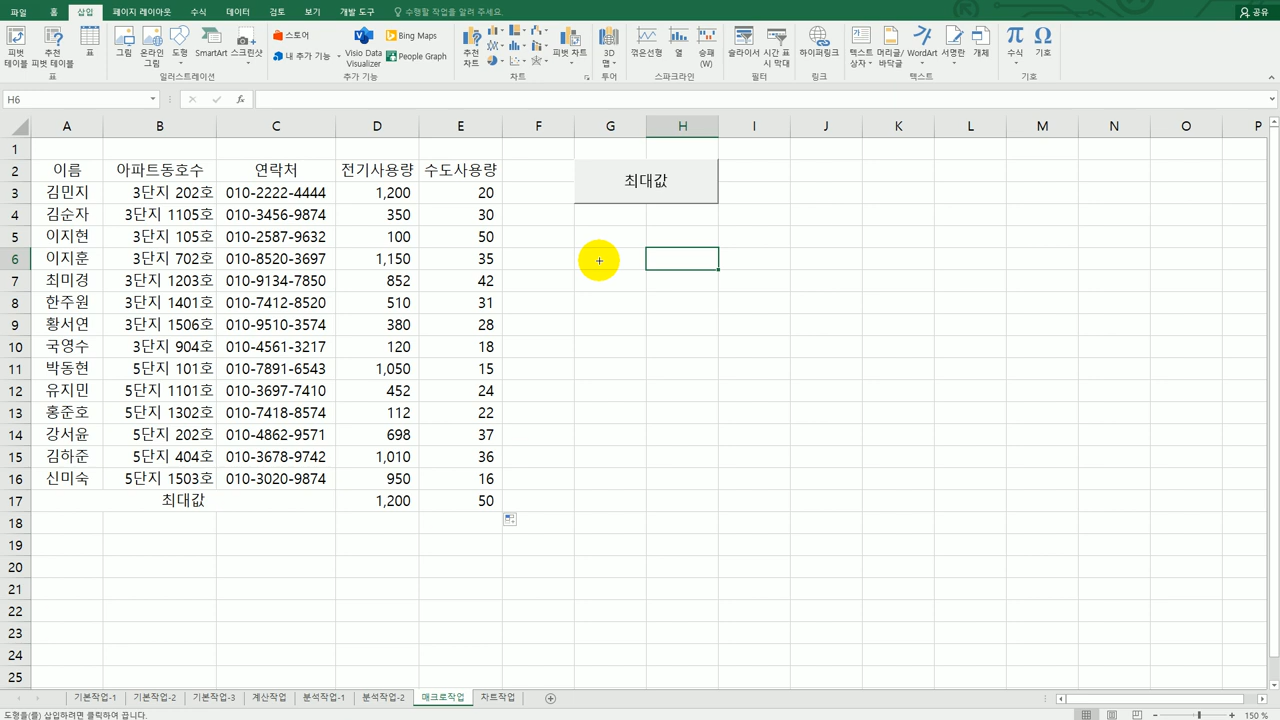 파일 홈 삽입 페이지 레이아웃 수식 데이터 검토 보기 개발 도구 수행할 작업을 알려 주세요. 공유
피벗 테이블 추천 피벗 테이블 표 그림 온라인 그림 도형 SmartArt 스크린샷 스토어 내 추가 기능 Visio Data Visualizer Bing Maps People Graph 추천 차트 피벗 차트 3D 맵 꺾은선형 열 승패 (W) 슬라이서 시간 표시 막대 하이퍼링크 텍스트 상자 머리글/바닥글 WordArt 서명란 개체 수식 기호
표 일러스트레이션 추가 기능 차트 투어 스파크라인 필터 링크 텍스트 기호
H6 fx
A B C D E F G H I J K L M N O P
1
2 이름 아파트동호수 연락처 전기사용량 수도사용량 최대값
3 김민지 3단지 202호 010-2222-4444 1,200 20
4 김순자 3단지 1105호 010-3456-9874 350 30
5 이지현 3단지 105호 010-2587-9632 100 50
6 이지훈 3단지 702호 010-8520-3697 1,150 35
7 최미경 3단지 1203호 010-9134-7850 852 42
8 한주원 3단지 1401호 010-7412-8520 510 31
9 황서연 3단지 1506호 010-9510-3574 380 28
10 국영수 3단지 904호 010-4561-3217 120 18
11 박동현 5단지 101호 010-7891-6543 1,050 15
12 유지민 5단지 1101호 010-3697-7410 452 24
13 홍준호 5단지 1302호 010-7418-8574 112 22
14 강서윤 5단지 202호 010-4862-9571 698 37
15 김하준 5단지 404호 010-3678-9742 1,010 36
16 신미숙 5단지 1503호 010-3020-9874 950 16
17 최대값 1,200 50
18
19
20
21
22
23
24
25
기본작업-1 기본작업-2 기본작업-3 계산작업 분석작업-1 분석작업-2 매크로작업 차트작업
도형을(를) 삽입하려면 클릭하여 끕니다. 150 %